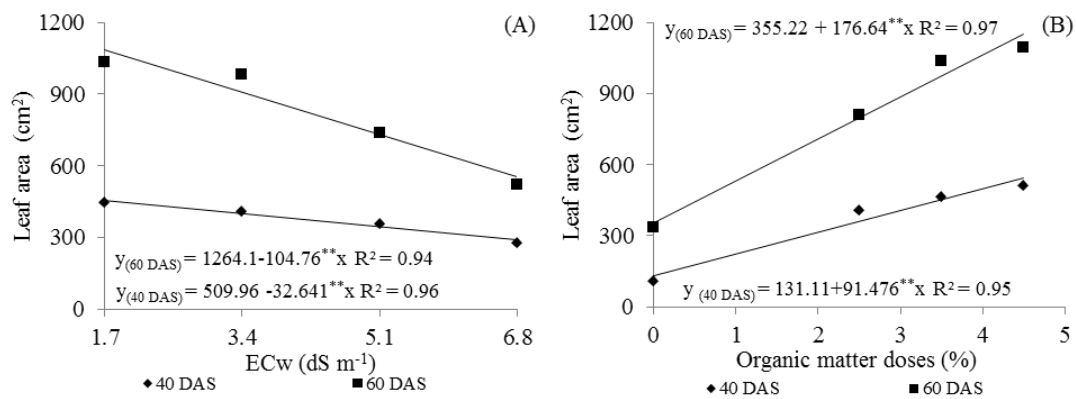 1200
900
600
300
0
Leaf area (cm²)
(A)
y(60 DAS) = 1264.1-104.76**x R² = 0.94
y(40 DAS) = 509.96 -32.641**x R² = 0.96
1.7 3.4 5.1 6.8
ECw (dS m⁻¹)
40 DAS 60 DAS
1200
900
600
300
0
Leaf area (cm²)
(B)
y(60 DAS) = 355.22 + 176.64**x R² = 0.97
y (40 DAS) = 131.11+91.476**x R² = 0.95
0 1 2 3 4 5
Organic matter doses (%)
40 DAS 60 DAS